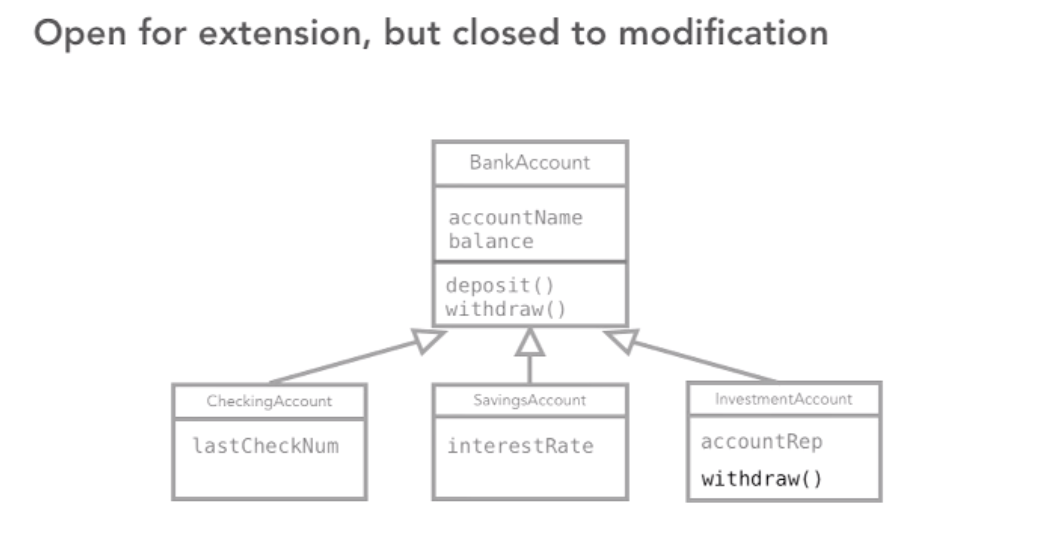 Open for extension, but closed to modification
BankAccount
accountName
balance
deposit()
withdraw()
CheckingAccount
lastCheckNum
SavingsAccount
interestRate
InvestmentAccount
accountRep
withdraw()